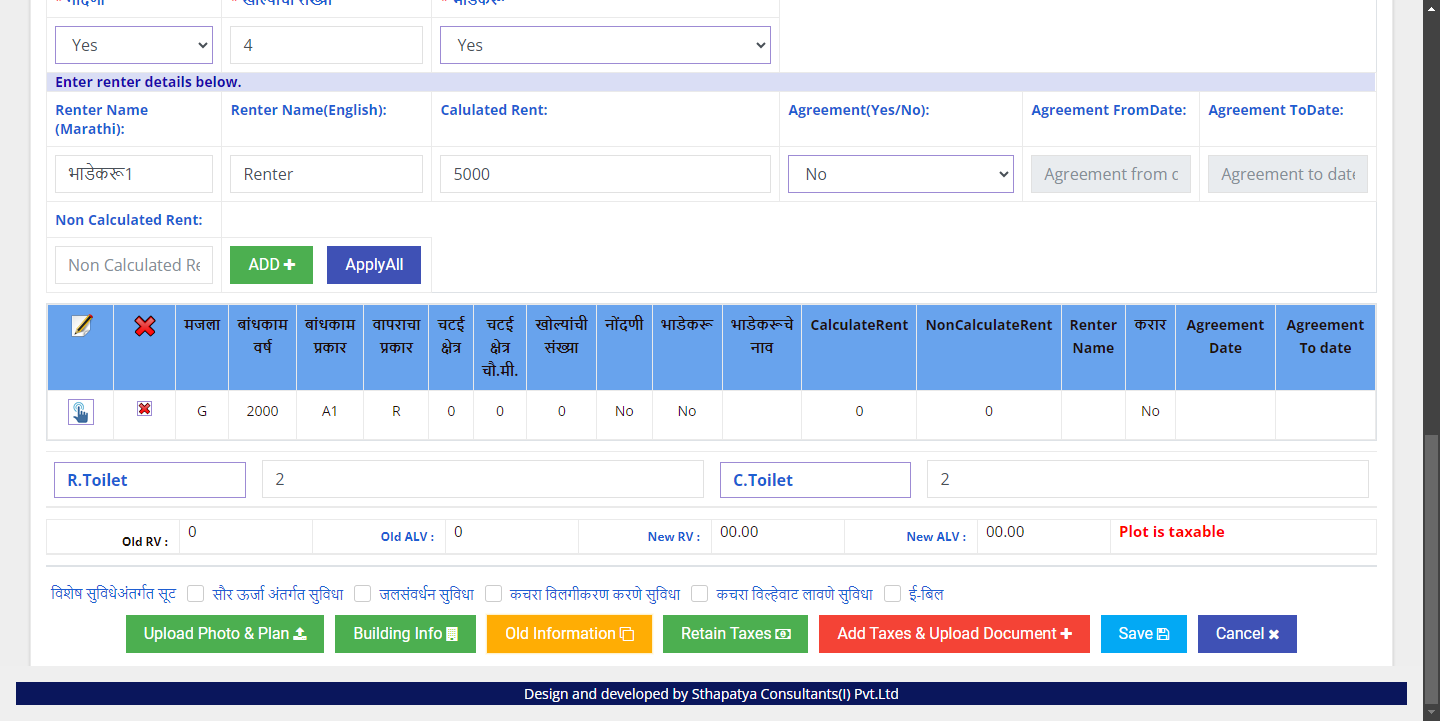 * नोंदणी * खोल्यांची संख्या * भाडेकरू
Yes 4 Yes
Enter renter details below.
Renter Name (Marathi): Renter Name(English): Calulated Rent: Agreement(Yes/No): Agreement FromDate: Agreement ToDate:
भाडेकरू1 Renter 5000 No Agreement from Agreement to date
Non Calculated Rent:
Non Calculated Re ADD ApplyAll
मजला बांधकाम वर्ष बांधकाम प्रकार वापराचा प्रकार चटई क्षेत्र चटई क्षेत्र चौ.मी. खोल्यांची संख्या नोंदणी भाडेकरू भाडेकरूचे नाव CalculateRent NonCalculateRent Renter Name करार Agreement Date Agreement To date
G 2000 A1 R 0 0 0 No No 0 0 No
R.Toilet 2 C.Toilet 2
Old RV : 0 Old ALV : 0 New RV : 00.00 New ALV : 00.00 Plot is taxable
विशेष सुविधेअंतर्गत सूट सौर ऊर्जा अंतर्गत सुविधा जलसंवर्धन सुविधा कचरा विलगीकरण करणे सुविधा कचरा विल्हेवाट लावणे सुविधा ई-बिल
Upload Photo & Plan Building Info Old Information Retain Taxes Add Taxes & Upload Document Save Cancel
Design and developed by Sthapatya Consultants(I) Pvt.Ltd